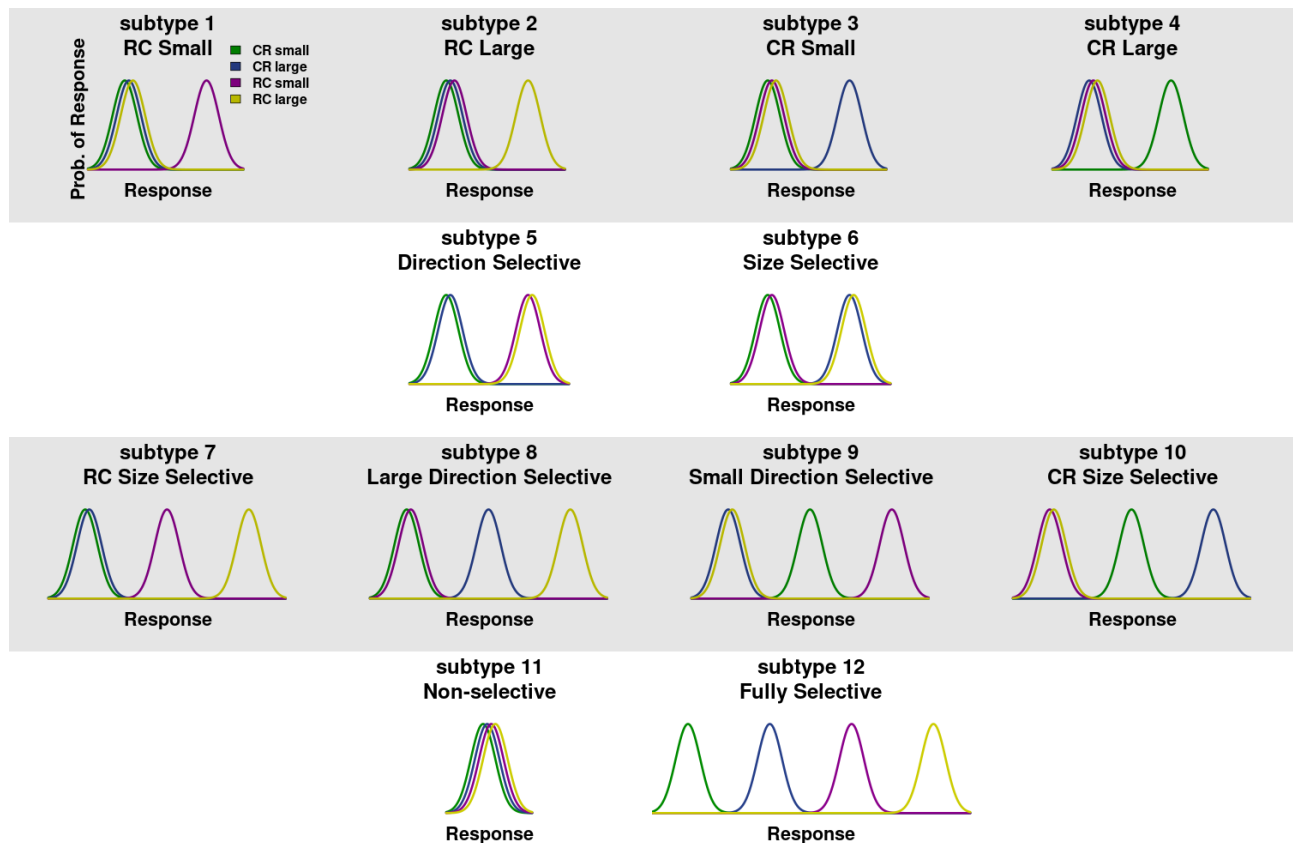 subtype 1
RC Small
subtype 2
RC Large
subtype 3
CR Small
subtype 4
CR Large
CR small
CR large
RC small
RC large
Prob. of Response
Response
Response
Response
Response
subtype 5
Direction Selective
subtype 6
Size Selective
Response
Response
subtype 7
RC Size Selective
subtype 8
Large Direction Selective
subtype 9
Small Direction Selective
subtype 10
CR Size Selective
Response
Response
Response
Response
subtype 11
Non-selective
subtype 12
Fully Selective
Response
Response